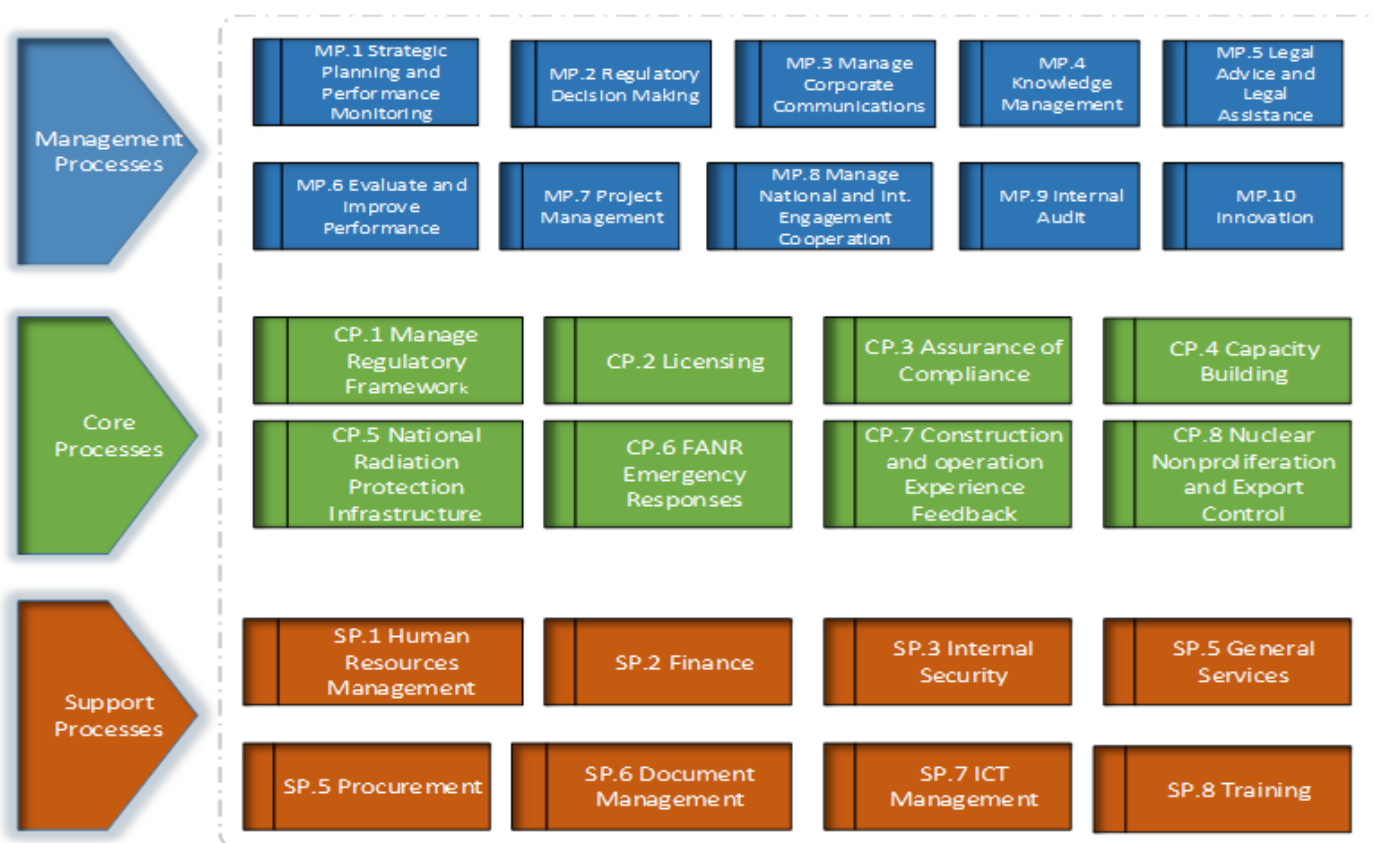 Management
Processes
MP.1 Strategic
Planning and
Performance
Monitoring
MP.2 Regulatory
Decision Making
MP.3 Manage
Corporate
Communications
MP.4
Knowledge
Management
MP.5 Legal
Advice and
Legal
Assistance
MP.6 Evaluate and
Improve
Performance
MP.7 Project
Management
MP.8 Manage
National and Int.
Engagement
Cooperation
MP.9 Internal
Audit
MP.10
Innovation
Core
Processes
CP.1 Manage
Regulatory
Framework
CP.2 Licensing
CP.3 Assurance of
Compliance
CP.4 Capacity
Building
CP.5 National
Radiation
Protection
Infrastructure
CP.6 FANR
Emergency
Responses
CP.7 Construction
and operation
Experience
Feedback
CP.8 Nuclear
Nonproliferation
and Export
Control
Support
Processes
SP.1 Human
Resources
Management
SP.2 Finance
SP.3 Internal
Security
SP.5 General
Services
SP.5 Procurement
SP.6 Document
Management
SP.7 ICT
Management
SP.8 Training